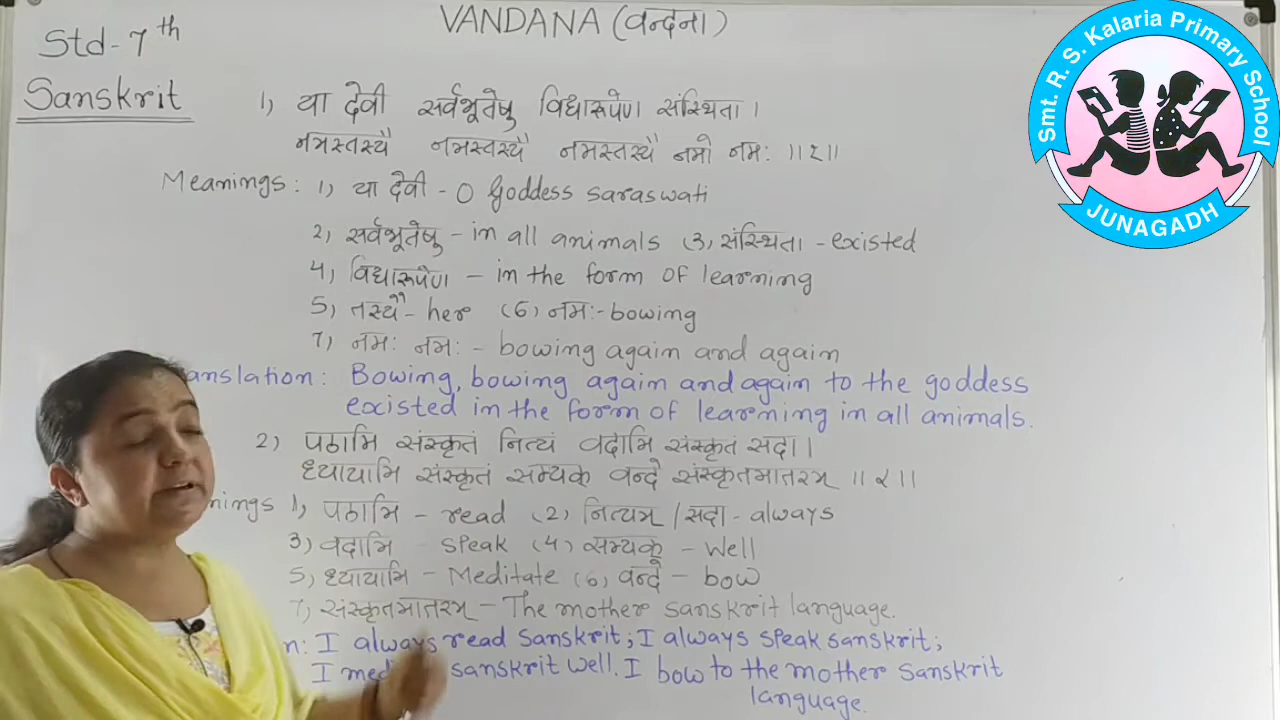 VANDANA (वन्दना)
Std - 7th
Sanskrit
1) या देवी सर्वभूतेषु विद्यारूपेण संस्थिता ।
नमस्तस्यै नमस्तस्यै नमस्तस्यै नमो नमः ॥१॥
Meanings: 1) या देवी - O Goddess saraswati
2) सर्वभूतेषु - in all animals (3) संस्थिता - existed
4) विद्यारूपेण - in the form of learning
5) तस्यै - her (6) नमः - bowing
7) नमः नमः - bowing again and again
anslation: Bowing, bowing again and again to the goddess
existed in the form of learning in all animals.
2) पठामि संस्कृतं नित्यं वदामि संस्कृतं सदा ।
ध्यायामि संस्कृतं सम्यक् वन्दे संस्कृतमातरम् ॥२॥
nings 1) पठामि - read (2) नित्यम् / सदा - always
3) वदामि - speak (4) सम्यक् - Well
5) ध्यायामि - Meditate (6) वन्दे - bow
7) संस्कृतमातरम् - The mother sanskrit language.
n: I always read Sanskrit; I always speak sanskrit;
I med sanskrit well. I bow to the mother Sanskrit
language.
Smt. R. S. Kalaria Primary School
JUNAGADH